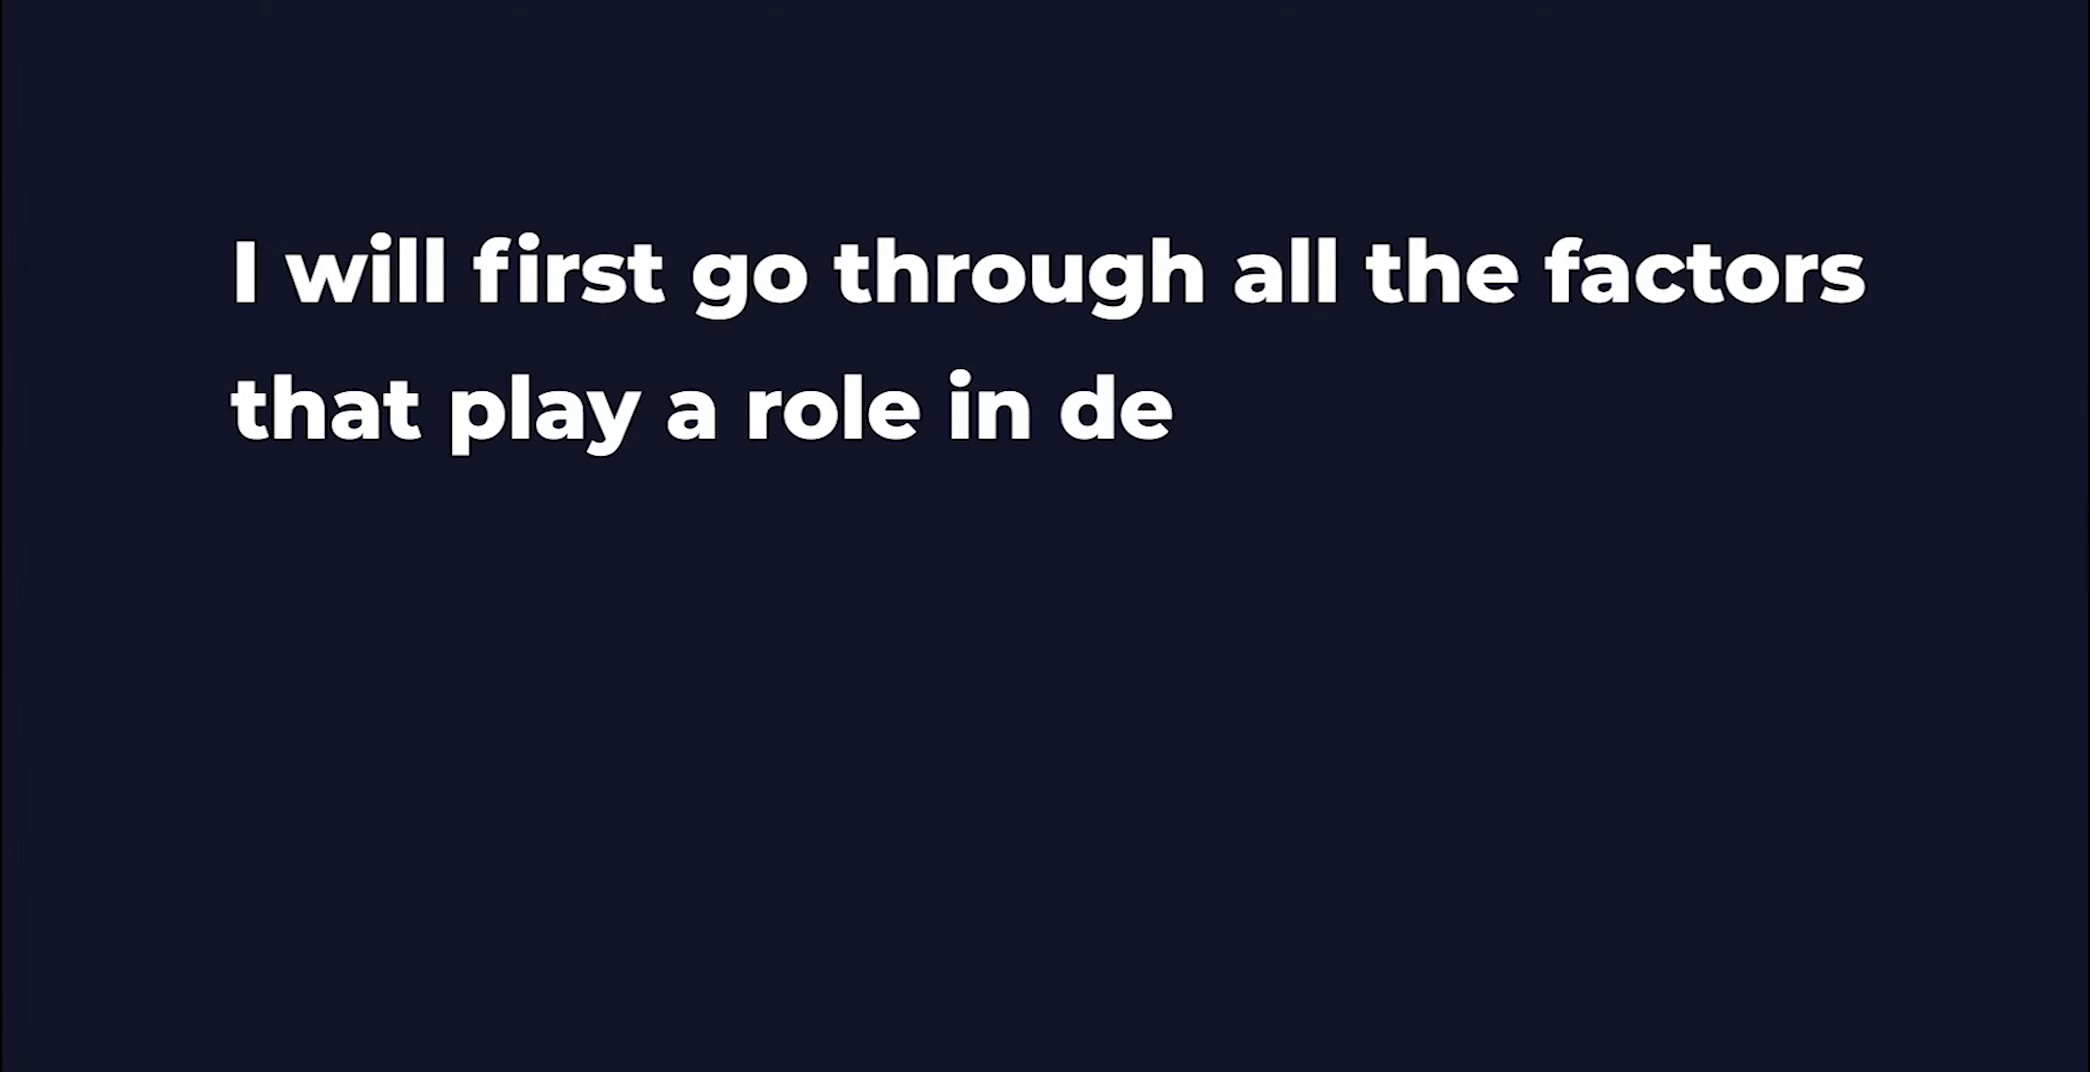 I will first go through all the factors
that play a role in de